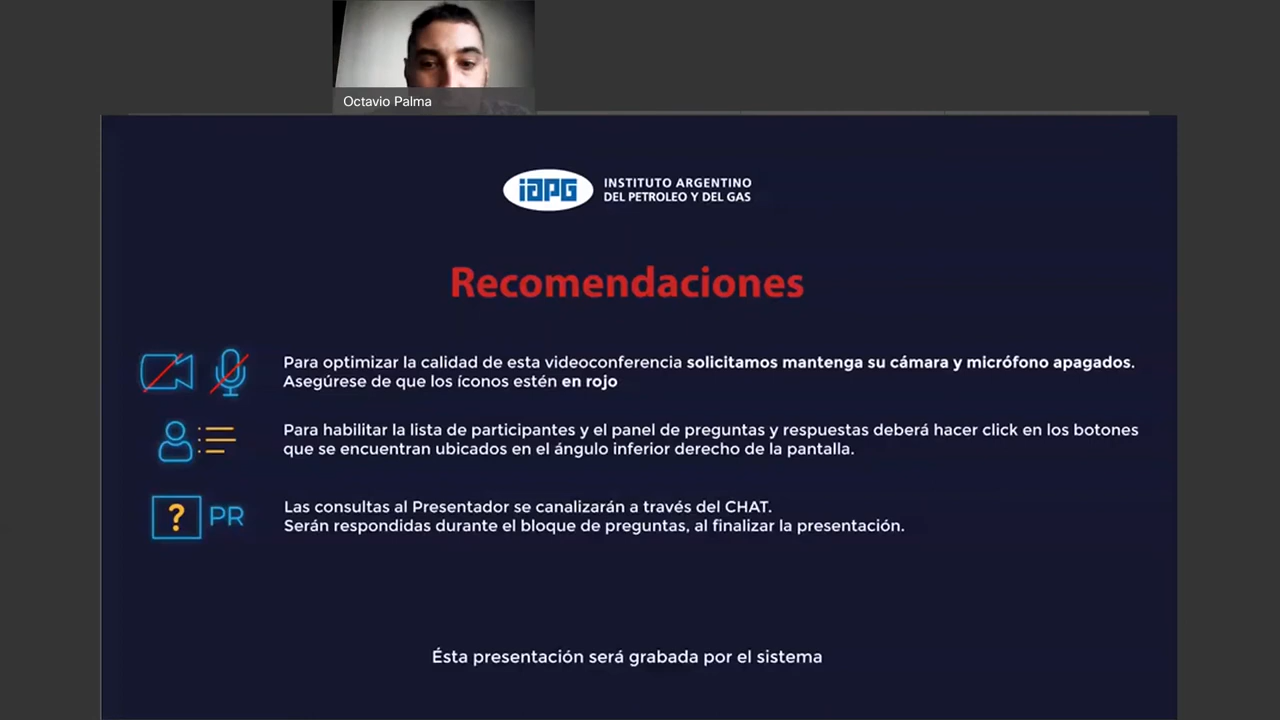 Octavio Palma
iAPG
INSTITUTO ARGENTINO
DEL PETROLEO Y DEL GAS
Recomendaciones
Para optimizar la calidad de esta videoconferencia solicitamos mantenga su cámara y micrófono apagados.
Asegúrese de que los íconos estén en rojo
Para habilitar la lista de participantes y el panel de preguntas y respuestas deberá hacer click en los botones
que se encuentran ubicados en el ángulo inferior derecho de la pantalla.
? PR
Las consultas al Presentador se canalizarán a través del CHAT.
Serán respondidas durante el bloque de preguntas, al finalizar la presentación.
Ésta presentación será grabada por el sistema